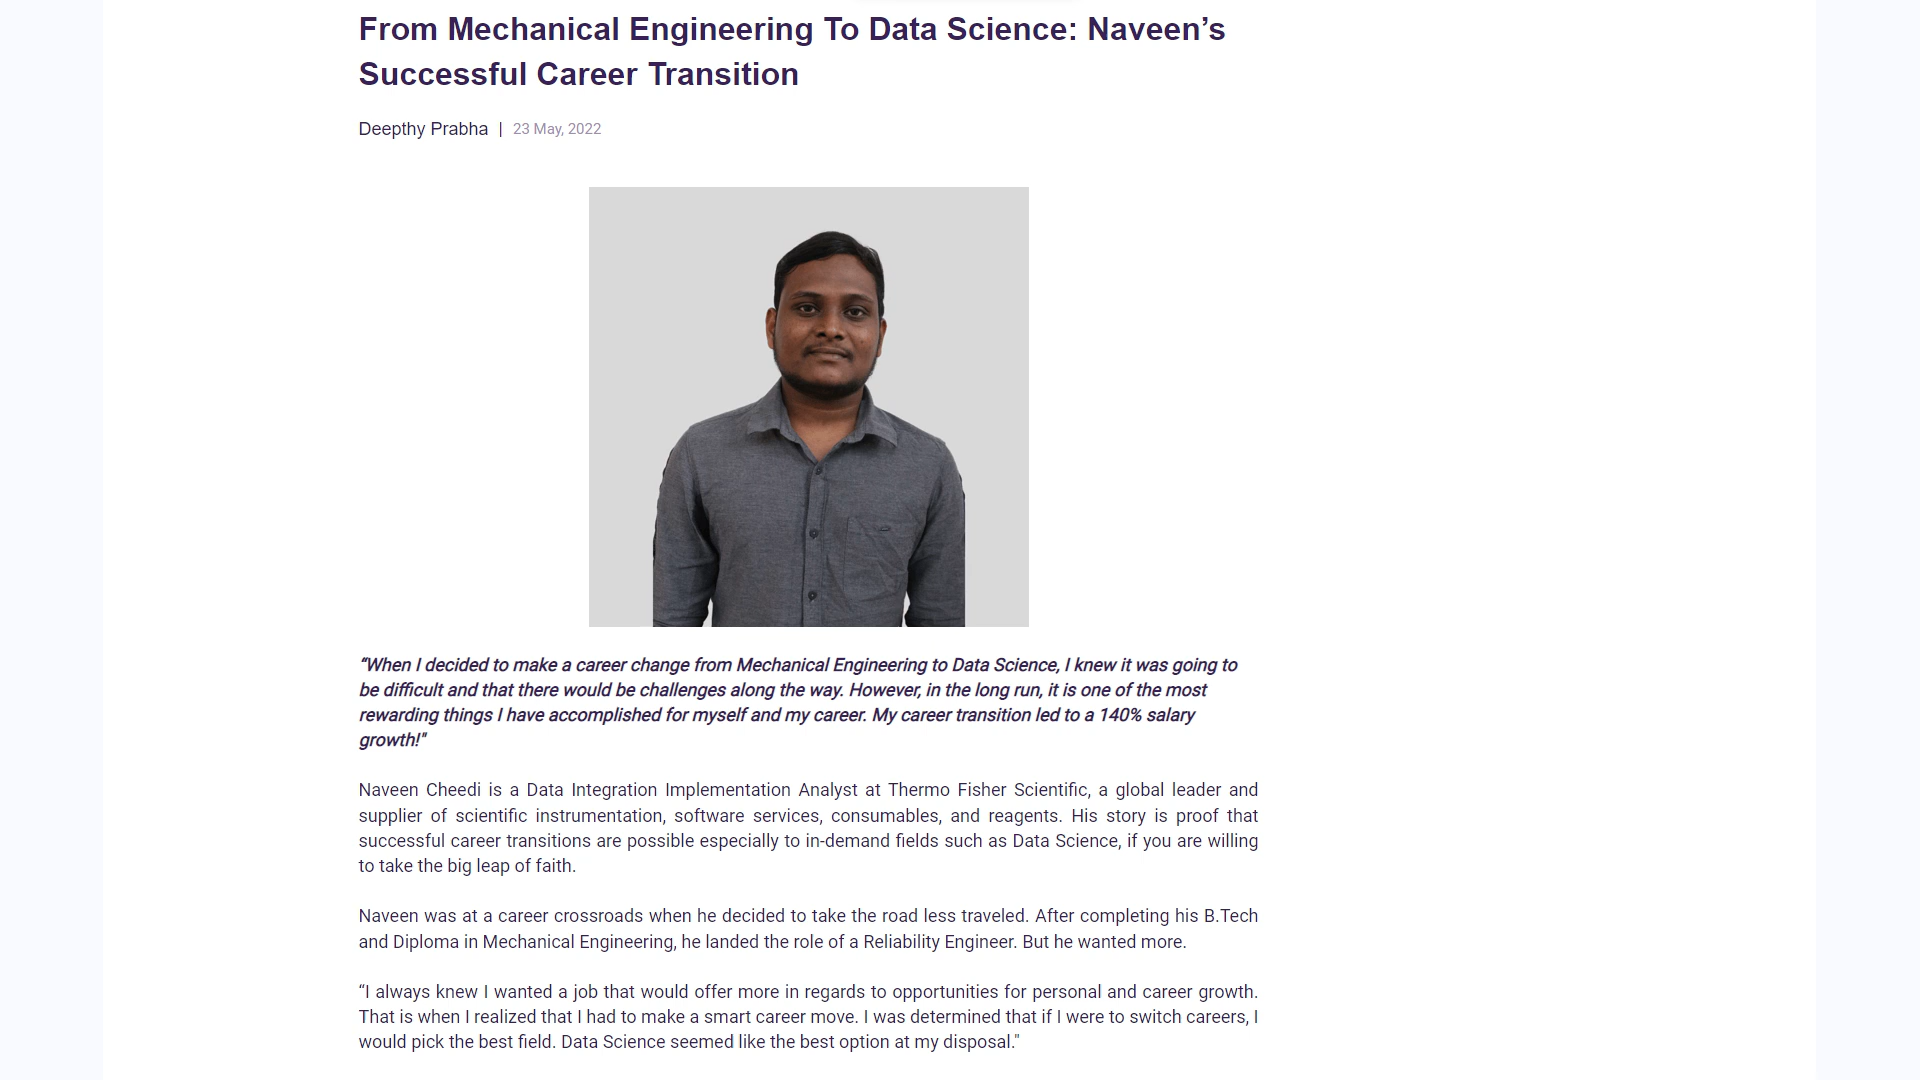 From Mechanical Engineering To Data Science: Naveen’s
Successful Career Transition
Deepthy Prabha | 23 May, 2022
“When I decided to make a career change from Mechanical Engineering to Data Science, I knew it was going to
be difficult and that there would be challenges along the way. However, in the long run, it is one of the most
rewarding things I have accomplished for myself and my career. My career transition led to a 140% salary
growth!"
Naveen Cheedi is a Data Integration Implementation Analyst at Thermo Fisher Scientific, a global leader and
supplier of scientific instrumentation, software services, consumables, and reagents. His story is proof that
successful career transitions are possible especially to in-demand fields such as Data Science, if you are willing
to take the big leap of faith.
Naveen was at a career crossroads when he decided to take the road less traveled. After completing his B.Tech
and Diploma in Mechanical Engineering, he landed the role of a Reliability Engineer. But he wanted more.
“I always knew I wanted a job that would offer more in regards to opportunities for personal and career growth.
That is when I realized that I had to make a smart career move. I was determined that if I were to switch careers, I
would pick the best field. Data Science seemed like the best option at my disposal."